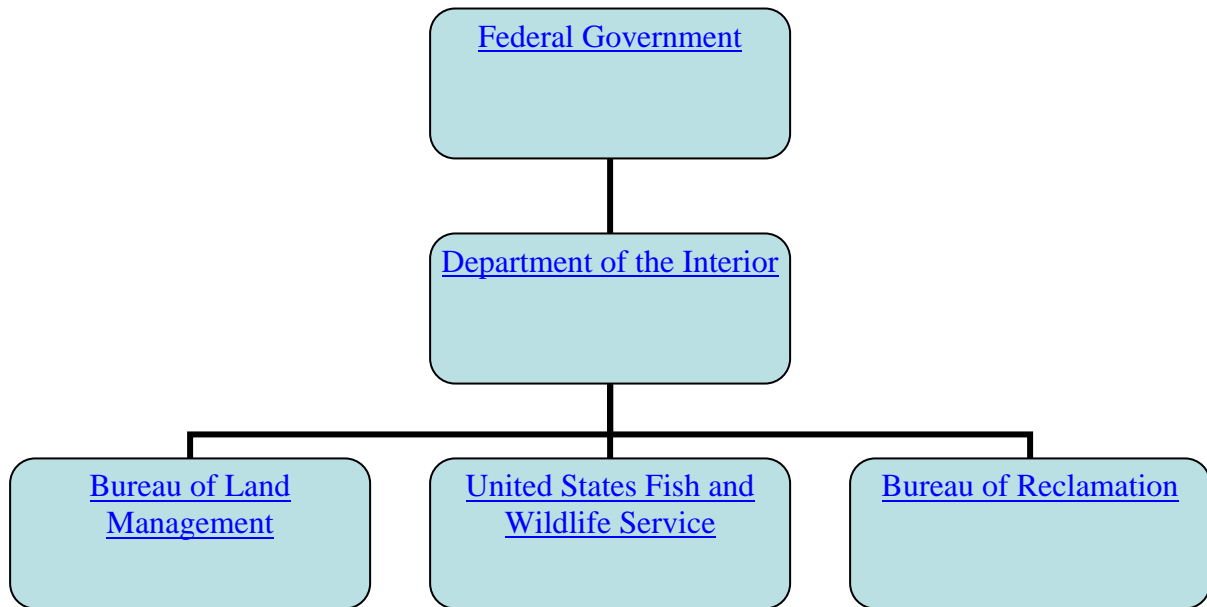 Federal Government
Department of the Interior
Bureau of Land
Management
United States Fish and
Wildlife Service
Bureau of Reclamation